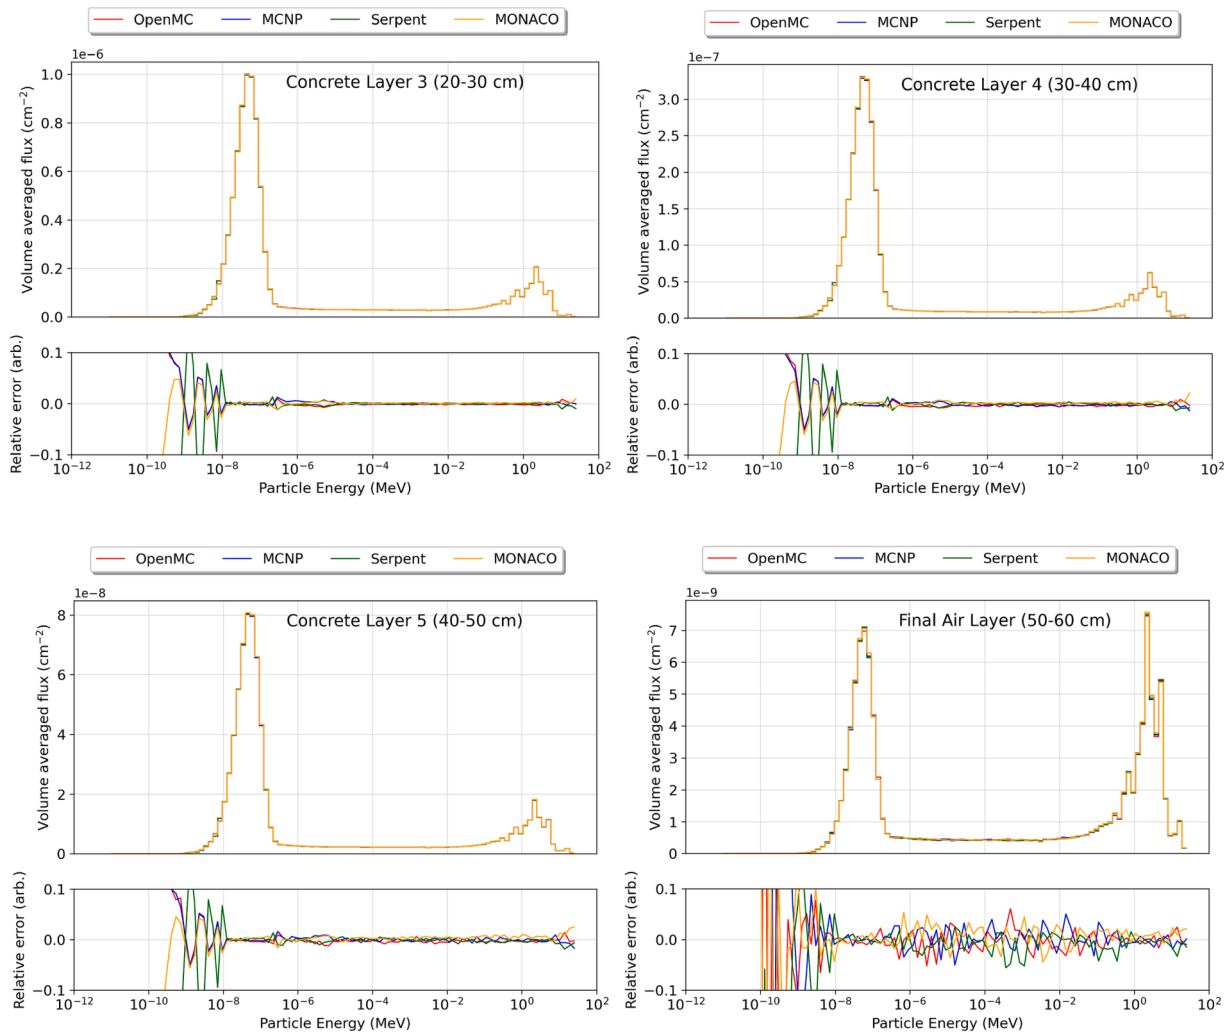 OpenMC MCNP Serpent MONACO
1e−6
Concrete Layer 3 (20-30 cm)
Volume averaged flux (cm⁻²)
1.0
0.8
0.6
0.4
0.2
0.0
Relative error (arb.)
0.1
0.0
−0.1
10⁻¹² 10⁻¹⁰ 10⁻⁸ 10⁻⁶ 10⁻⁴ 10⁻² 10⁰ 10²
Particle Energy (MeV)
OpenMC MCNP Serpent MONACO
1e−7
Concrete Layer 4 (30-40 cm)
Volume averaged flux (cm⁻²)
3.0
2.5
2.0
1.5
1.0
0.5
0.0
Relative error (arb.)
0.1
0.0
−0.1
10⁻¹² 10⁻¹⁰ 10⁻⁸ 10⁻⁶ 10⁻⁴ 10⁻² 10⁰ 10²
Particle Energy (MeV)
OpenMC MCNP Serpent MONACO
1e−8
Concrete Layer 5 (40-50 cm)
Volume averaged flux (cm⁻²)
8
6
4
2
0
Relative error (arb.)
0.1
0.0
−0.1
10⁻¹² 10⁻¹⁰ 10⁻⁸ 10⁻⁶ 10⁻⁴ 10⁻² 10⁰ 10²
Particle Energy (MeV)
OpenMC MCNP Serpent MONACO
1e−9
Final Air Layer (50-60 cm)
Volume averaged flux (cm⁻²)
7
6
5
4
3
2
1
0
Relative error (arb.)
0.1
0.0
−0.1
10⁻¹² 10⁻¹⁰ 10⁻⁸ 10⁻⁶ 10⁻⁴ 10⁻² 10⁰ 10²
Particle Energy (MeV)